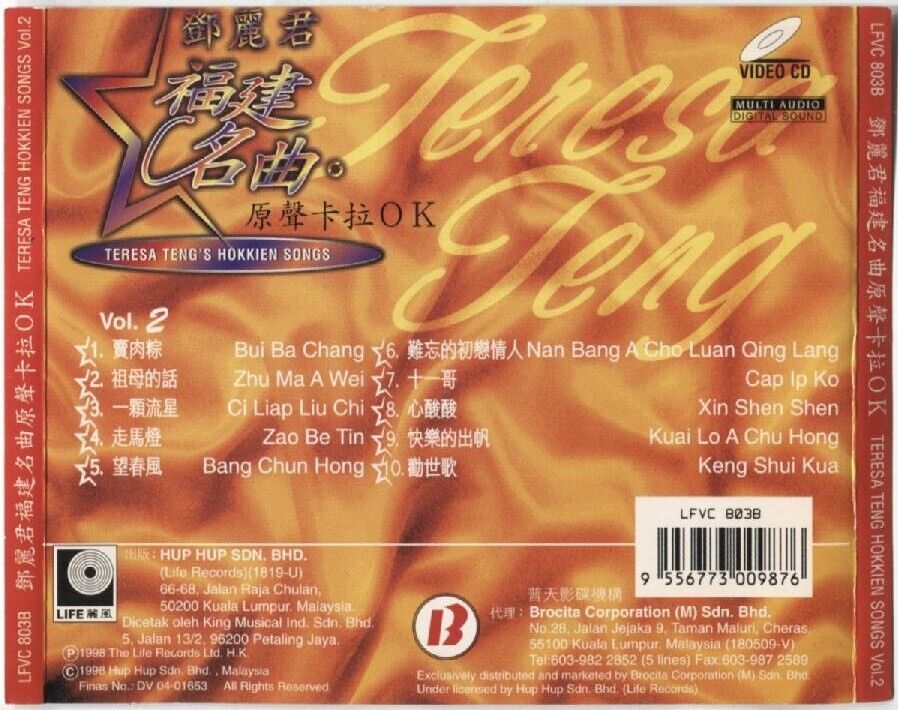 LFVC 803B 鄧麗君福建名曲原聲卡拉OK TERESA TENG HOKKIEN SONGS Vol.2
鄧麗君
福建
名曲·
原聲卡拉OK
TERESA TENG'S HOKKIEN SONGS
Teresa
Teng
VIDEO CD
MULTI AUDIO
DIGITAL SOUND
Vol. 2
1. 賣肉粽 Bui Ba Chang
2. 祖母的話 Zhu Ma A Wei
3. 一顆流星 Ci Liap Liu Chi
4. 走馬燈 Zao Be Tin
5. 望春風 Bang Chun Hong
6. 難忘的初戀情人 Nan Bang A Cho Luan Qing Lang
7. 十一哥 Cap Ip Ko
8. 心酸酸 Xin Shen Shen
9. 快樂的出帆 Kuai Lo A Chu Hong
10. 勸世歌 Keng Shui Kua
LIFE 麗風
出版: HUP HUP SDN. BHD.
(Life Records)(1819-U)
66-68, Jalan Raja Chulan,
50200 Kuala Lumpur. Malaysia.
Dicetak oleh King Musical Ind. Sdn. Bhd.
5, Jalan 13/2, 96200 Petaling Jaya.
Ⓟ 1998 The Life Records Ltd. H.K.
© 1998 Hup Hup Sdn. Bhd. , Malaysia
Finas No.: DV 04-01653 All Rights Reserved.
B
普天影碟機構
代理: Brocita Corporation (M) Sdn. Bhd.
No.28, Jalan Jejaka 9, Taman Maluri, Cheras,
55100 Kuala Lumpur. Malaysia (180509-V)
Tel:603-982 2852 (5 lines) Fax:603-987 2589
Exclusively distributed and marketed by Brocita Corporation (M) Sdn. Bhd.
Under licensed by Hup Hup Sdn. Bhd. (Life Records)
LFVC 803B
9 556773 009876
LFVC 803B 鄧麗君福建名曲原聲卡拉OK TERESA TENG HOKKIEN SONGS Vol.2